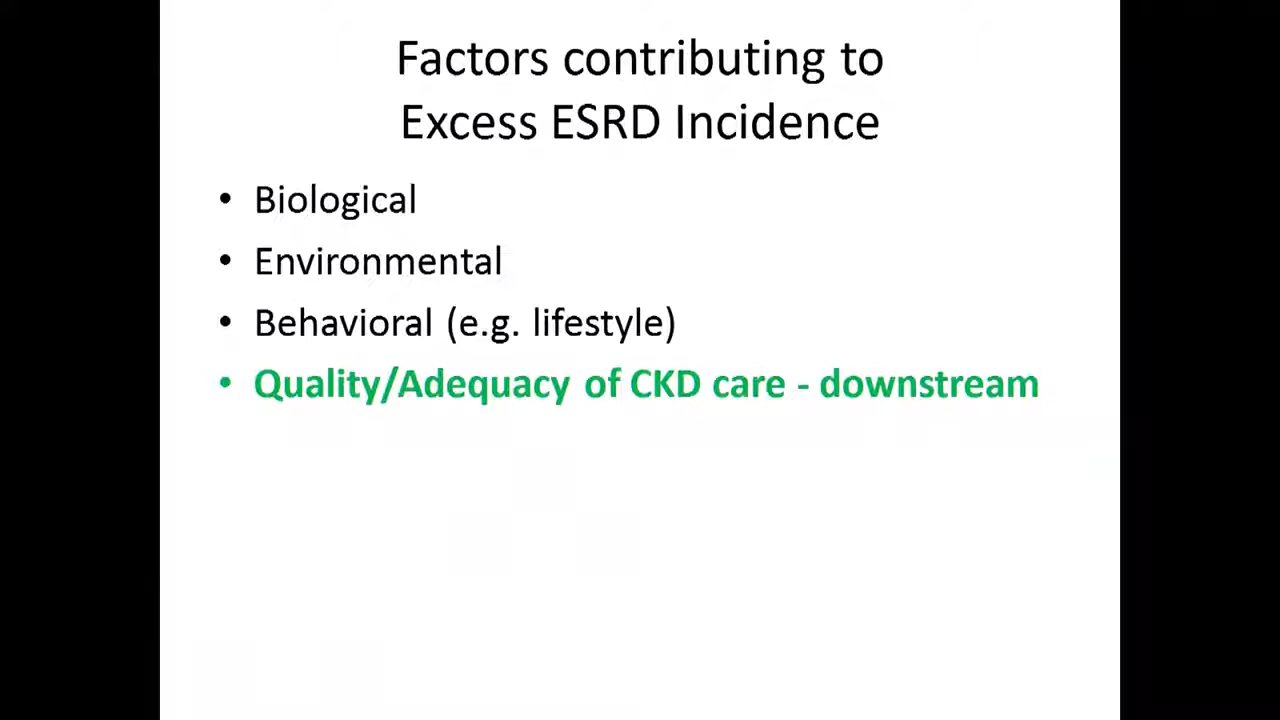 Factors contributing to
Excess ESRD Incidence
• Biological
• Environmental
• Behavioral (e.g. lifestyle)
• Quality/Adequacy of CKD care - downstream